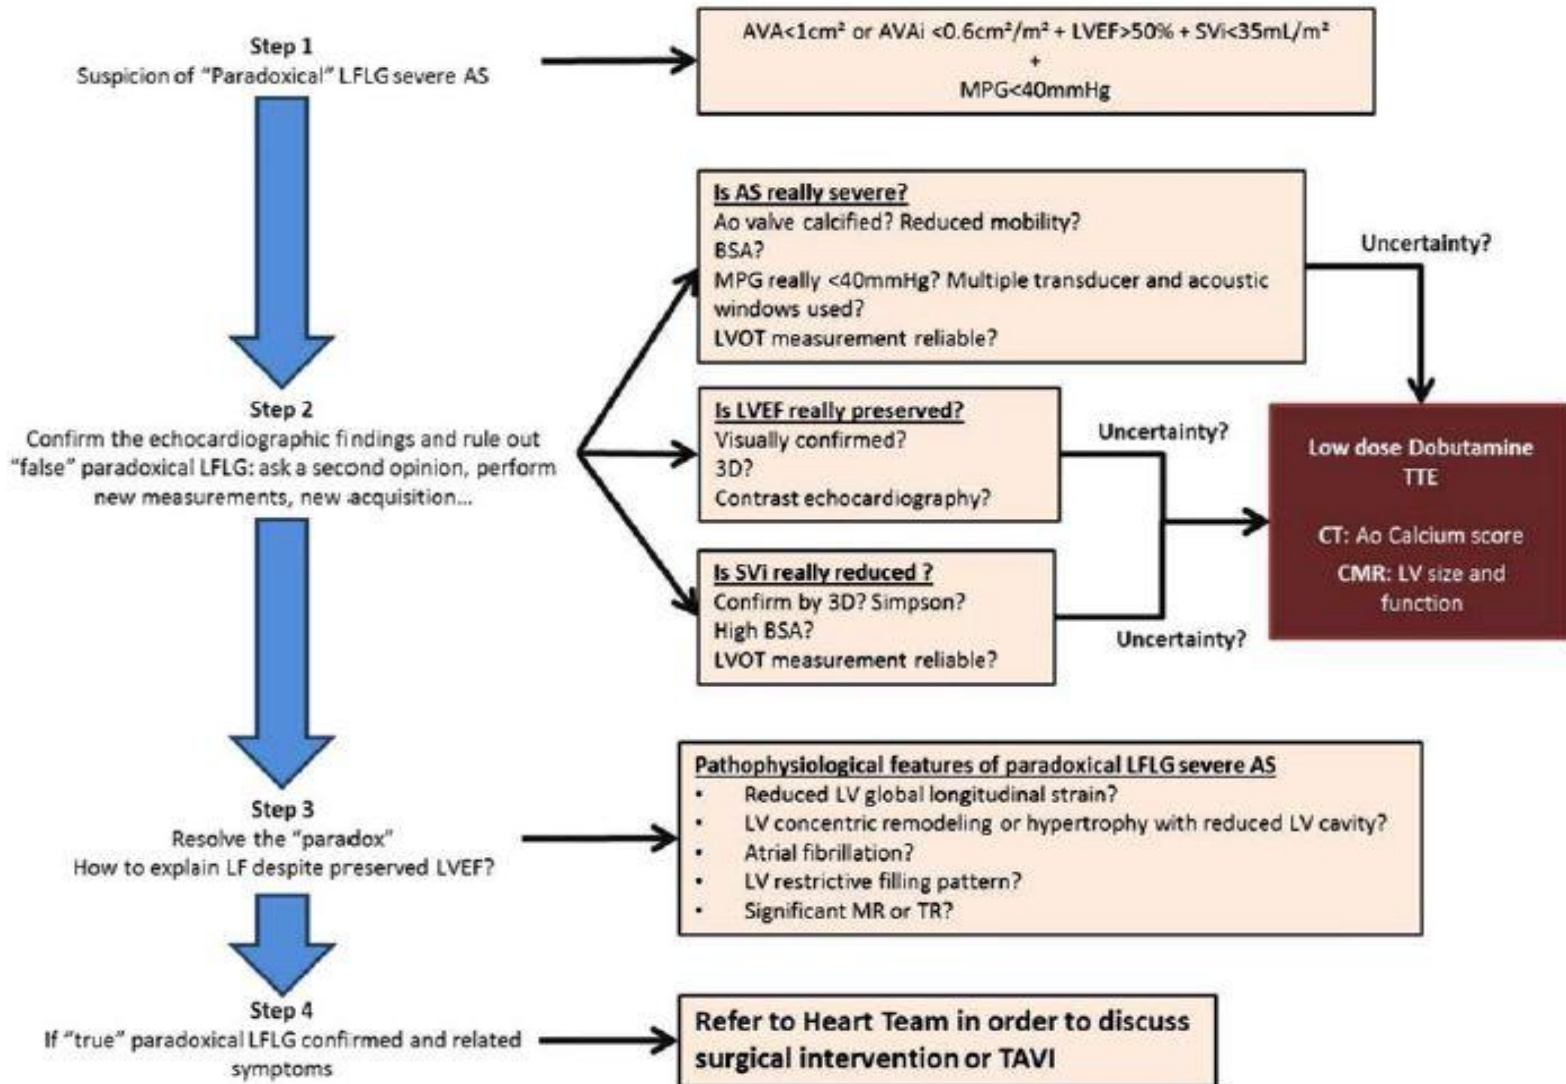 Step 1
Suspicion of "Paradoxical" LFLG severe AS
AVA<1cm² or AVAi <0.6cm²/m² + LVEF>50% + SVi<35mL/m²
+
MPG<40mmHg
Step 2
Confirm the echocardiographic findings and rule out
"false" paradoxical LFLG: ask a second opinion, perform
new measurements, new acquisition...
Is AS really severe?
Ao valve calcified? Reduced mobility?
BSA?
MPG really <40mmHg? Multiple transducer and acoustic
windows used?
LVOT measurement reliable?
Uncertainty?
Is LVEF really preserved?
Visually confirmed?
3D?
Contrast echocardiography?
Uncertainty?
Is SVi really reduced ?
Confirm by 3D? Simpson?
High BSA?
LVOT measurement reliable?
Uncertainty?
Low dose Dobutamine
TTE
CT: Ao Calcium score
CMR: LV size and
function
Step 3
Resolve the "paradox"
How to explain LF despite preserved LVEF?
Pathophysiological features of paradoxical LFLG severe AS
• Reduced LV global longitudinal strain?
• LV concentric remodeling or hypertrophy with reduced LV cavity?
• Atrial fibrillation?
• LV restrictive filling pattern?
• Significant MR or TR?
Step 4
If "true" paradoxical LFLG confirmed and related
symptoms
Refer to Heart Team in order to discuss
surgical intervention or TAVI